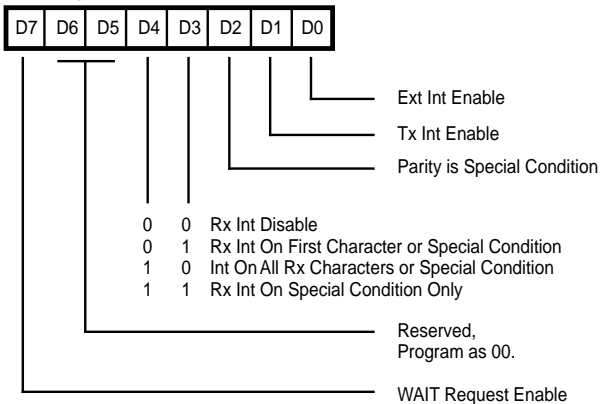 D7 D6 D5 D4 D3 D2 D1 D0
Ext Int Enable
Tx Int Enable
Parity is Special Condition
0 0 Rx Int Disable
0 1 Rx Int On First Character or Special Condition
1 0 Int On All Rx Characters or Special Condition
1 1 Rx Int On Special Condition Only
Reserved,
Program as 00.
WAIT Request Enable